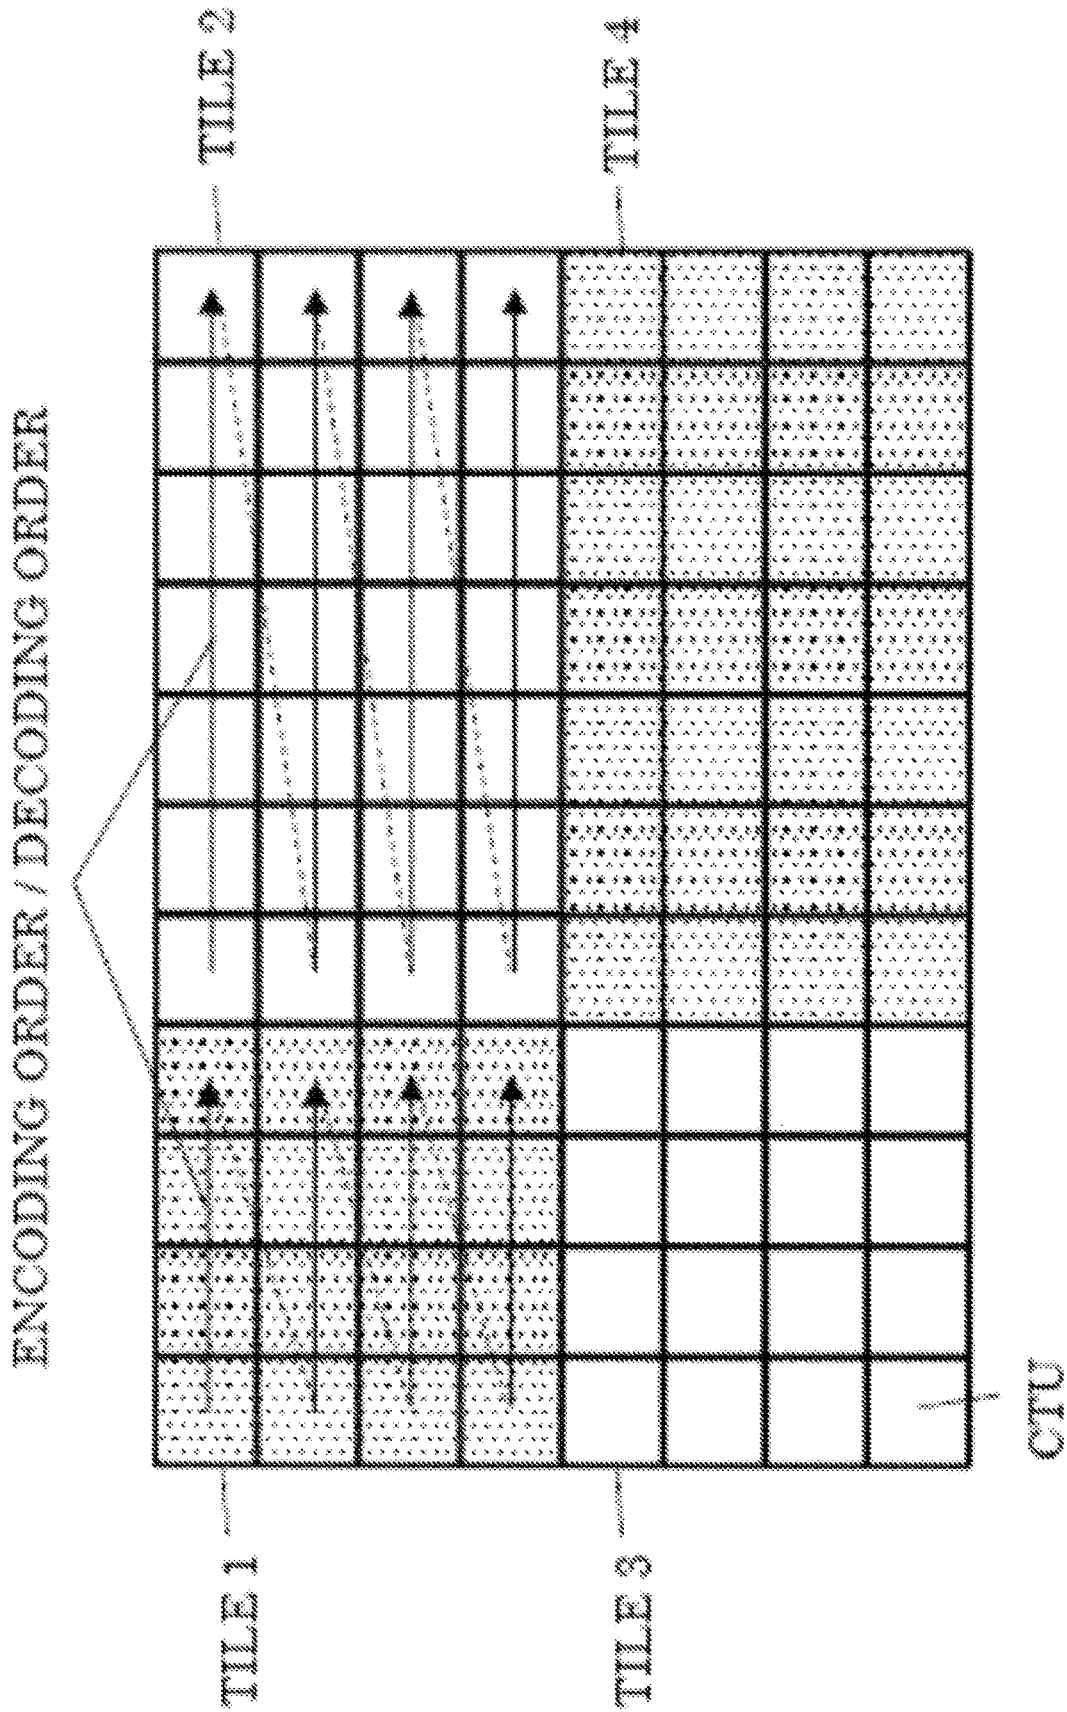 ENCODING ORDER / DECODING ORDER
TILE 1
TILE 2
TILE 3
TILE 4
CTU